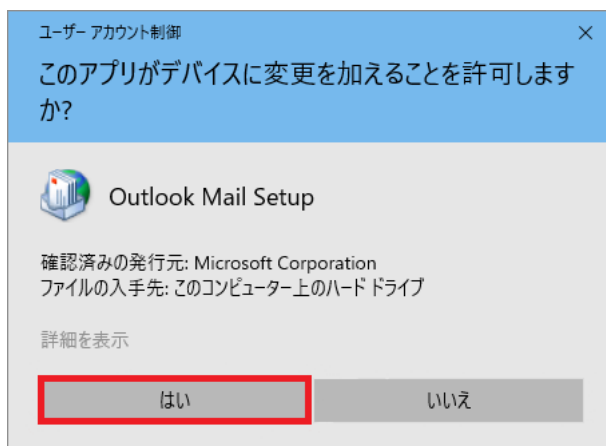 ユーザー アカウント制御
このアプリがデバイスに変更を加えることを許可します
か?
Outlook Mail Setup
確認済みの発行元: Microsoft Corporation
ファイルの入手先: このコンピューター上のハード ドライブ
詳細を表示
はい
いいえ